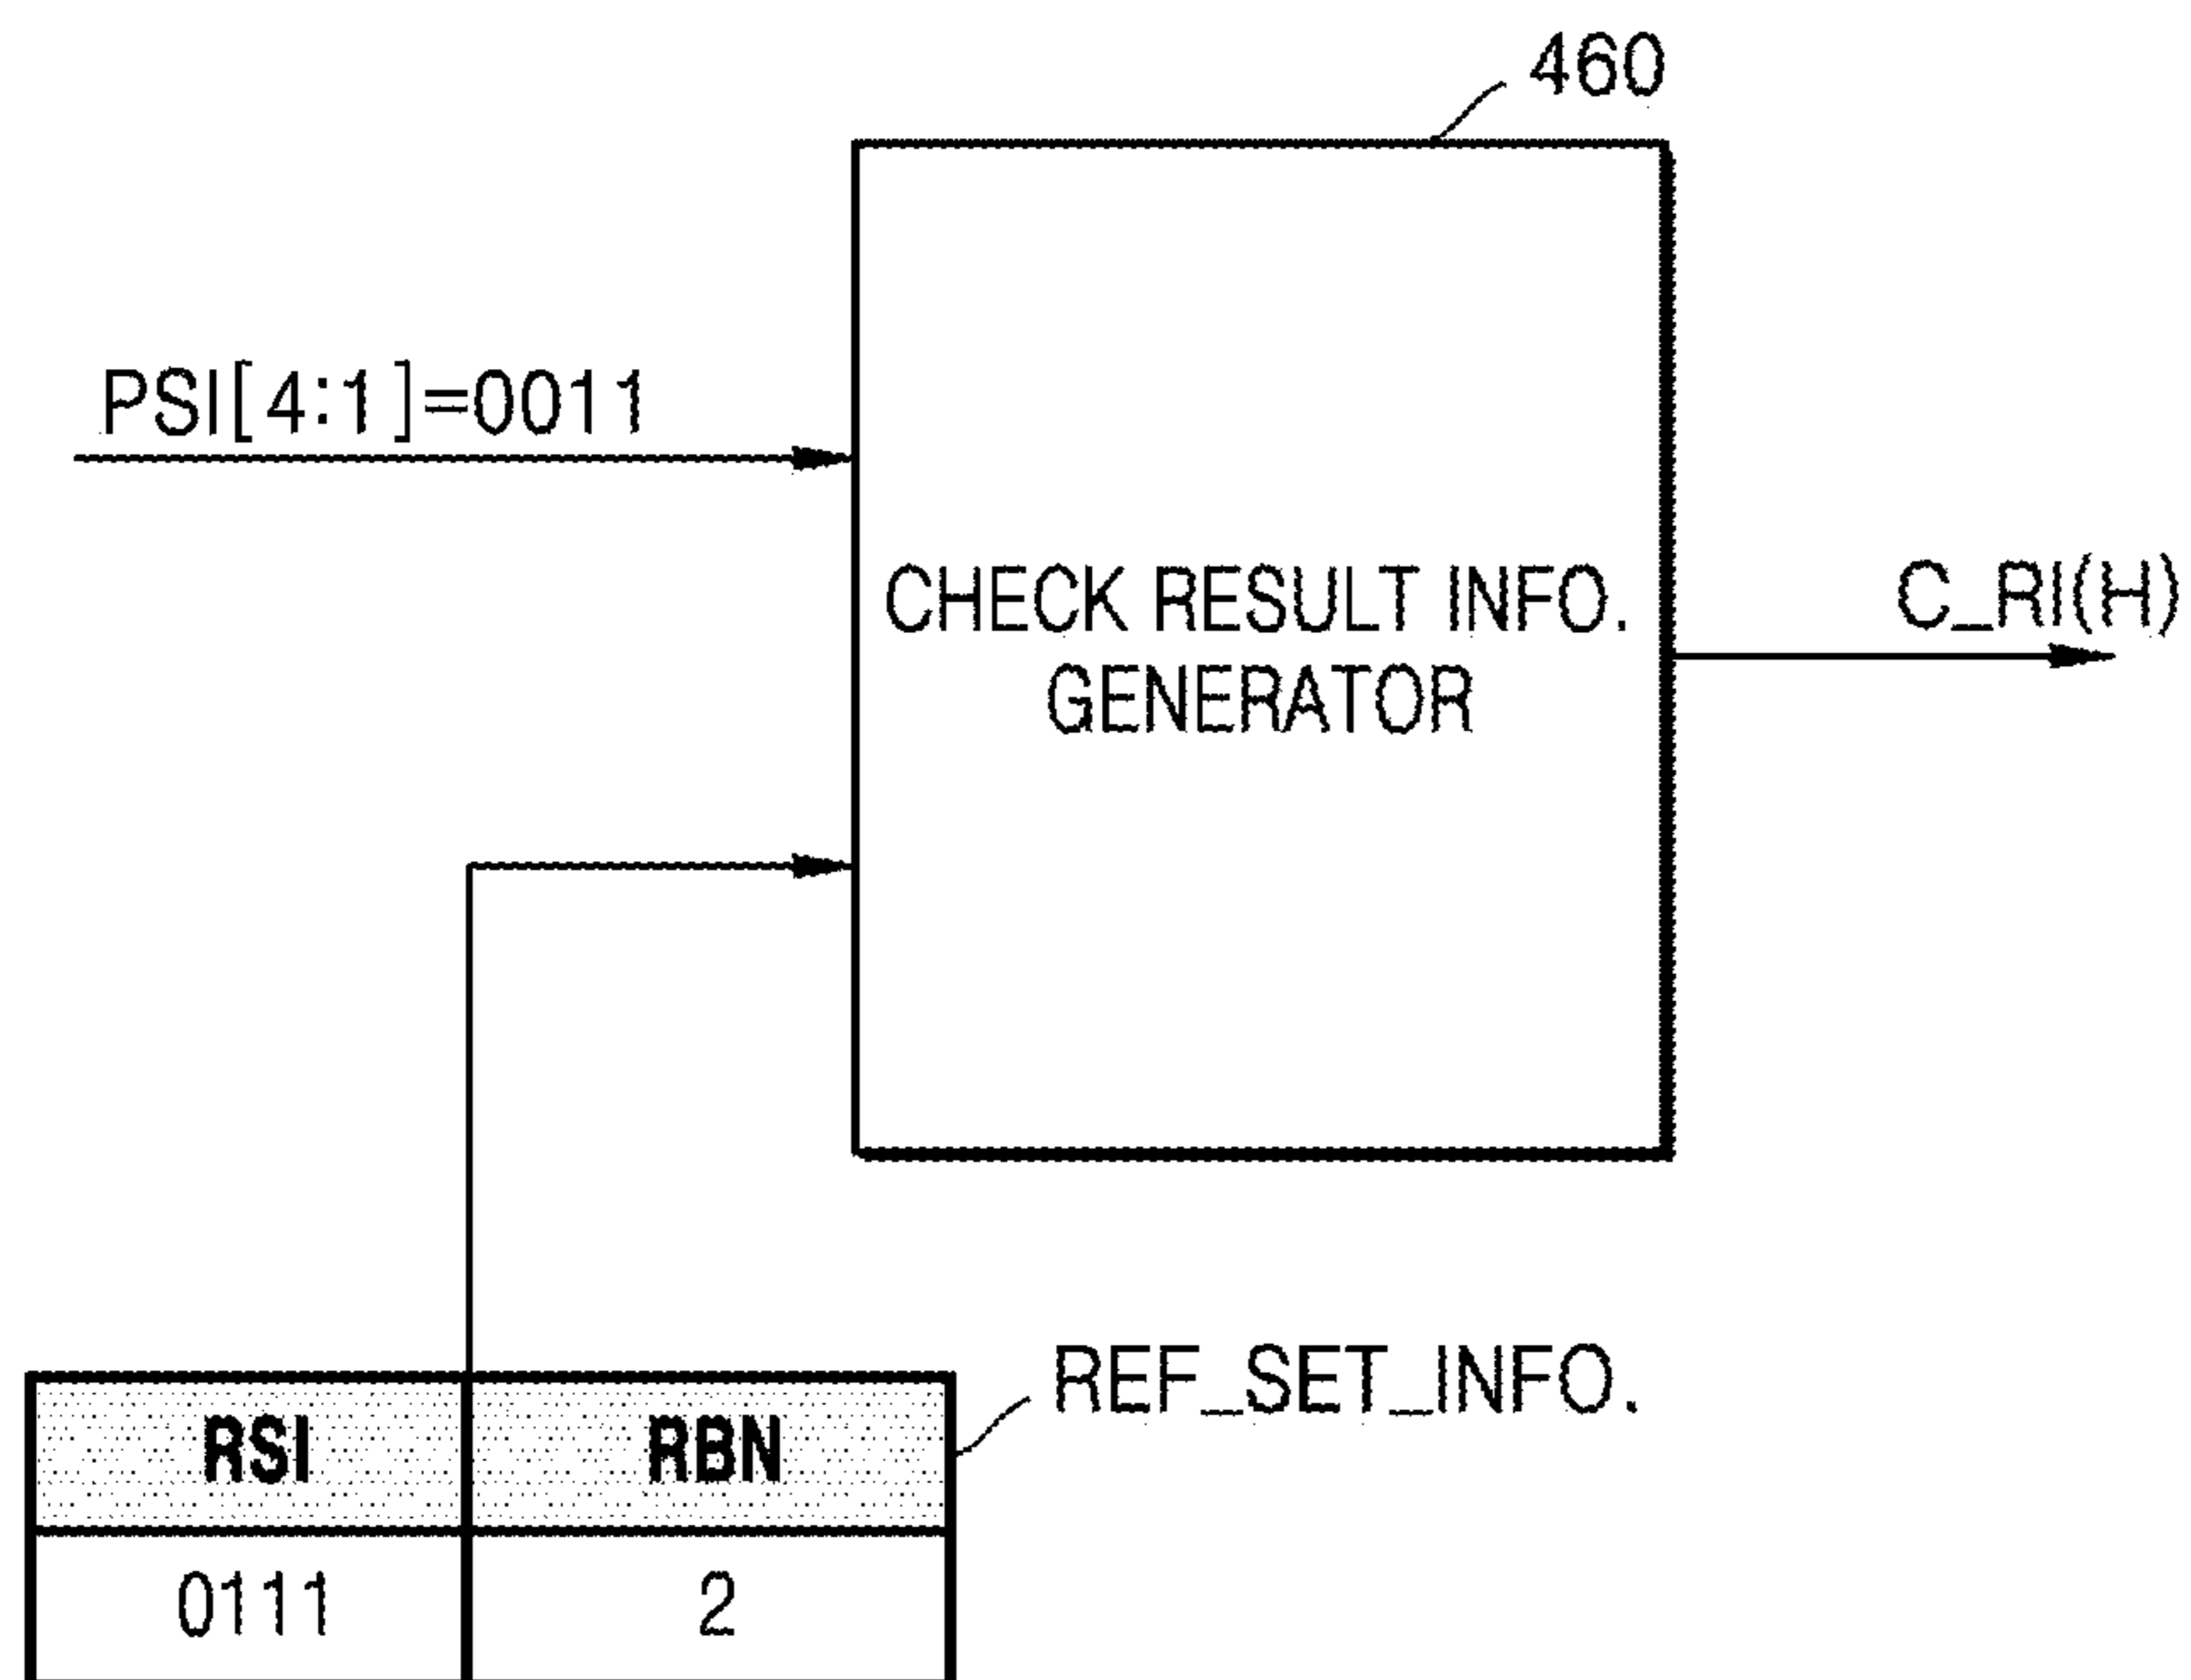 460
PSI[4:1]=0011
CHECK RESULT INFO.
GENERATOR
C_RI(H)
REF_SET_INFO.
RSI RBN
0111 2